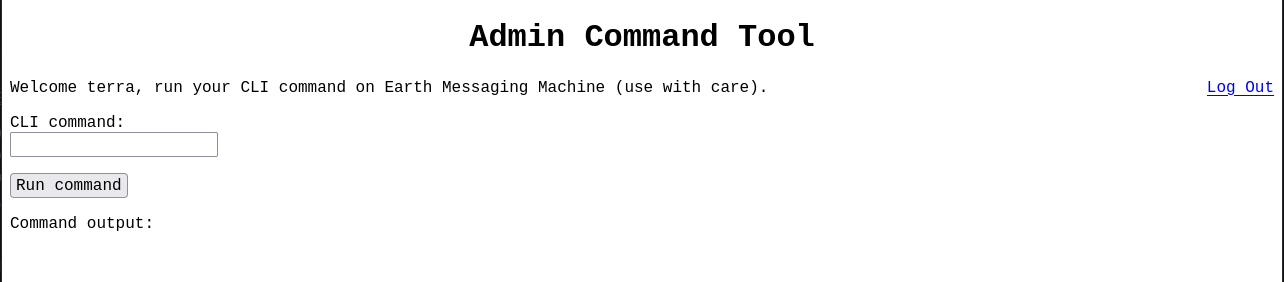 Admin Command Tool
Welcome terra, run your CLI command on Earth Messaging Machine (use with care). Log Out
CLI command:
Run command
Command output: